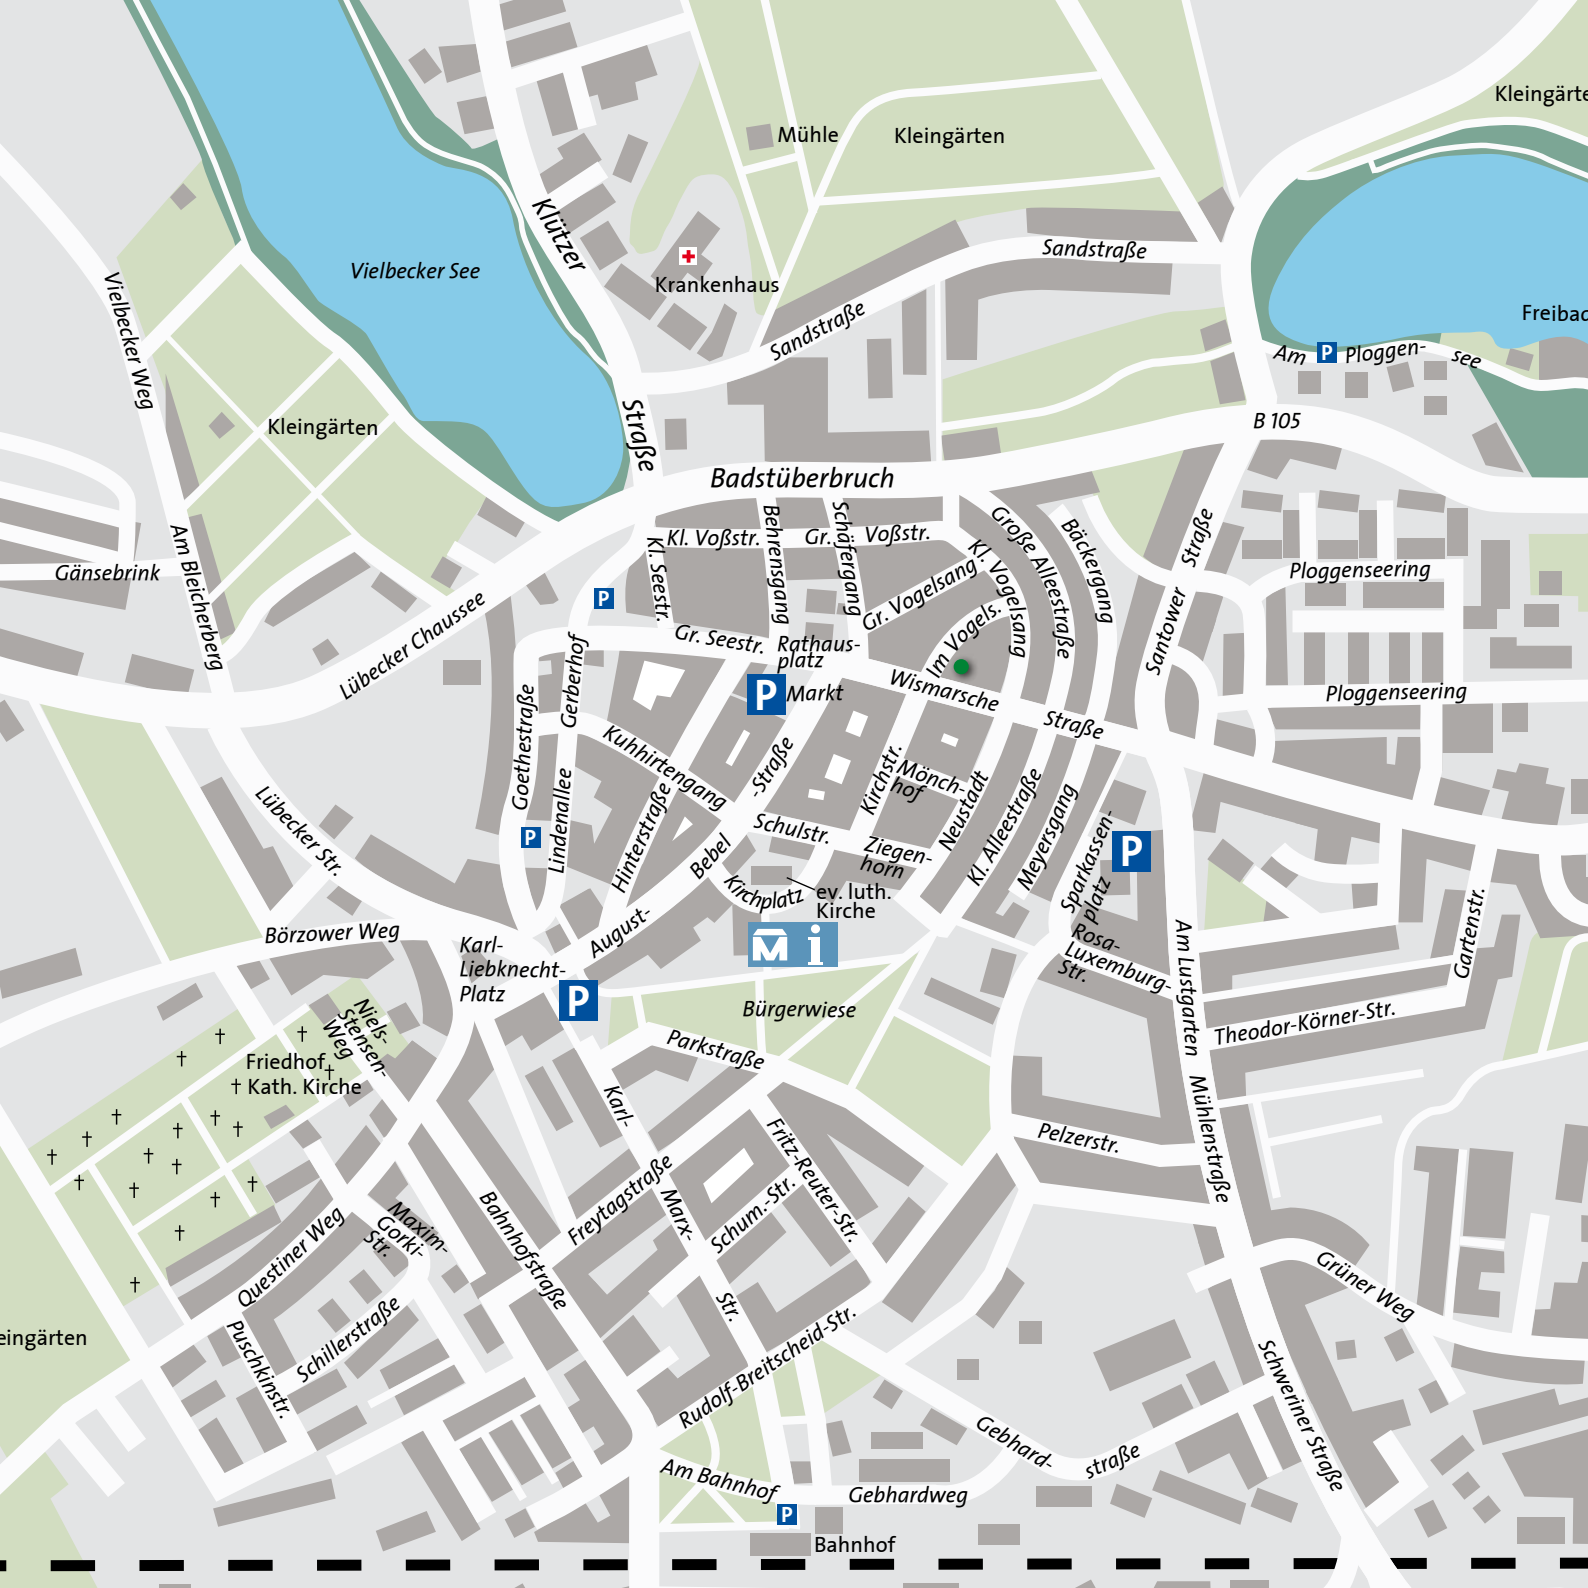 Kleingärte
Mühle
Kleingärten
Klützer
Sandstraße
Vielbecker See
Krankenhaus
Vielbecker Weg
Sandstraße
Freibad
Am
P
Ploggen-
see
Kleingärten
Straße
B 105
Badstüberbruch
Am Bleicherberg
Behrensgang
Schäfergang
Große Alleestraße
Bäckergang
Santower
Straße
Kl. Voßstr.
Gr.
Voßstr.
Kl. Seestr.
Kl. Vogelsang
Gänsebrink
Ploggenseering
P
Gr. Vogelsang
Im Vogels.
Lübecker Chaussee
Gr. Seestr.
Rathaus-
platz
Gerberhof
P
Markt
Wismarsche
Straße
Ploggenseering
Goethestraße
Kuhhirtengang
-Straße
Kirchstr.
Mönch-
hof
Neustadt
Kl. Alleestraße
Meyersgang
Lübecker Str.
Lindenallee
P
Hinterstraße
Schulstr.
Bebel
Ziegen-
horn
Sparkassen-
platz
P
Kirchplatz
ev. luth.
Kirche
August-
Börzower Weg
Karl-
Liebknecht-
Platz
P
M i
Rosa-
Luxemburg-
Str.
Am Lustgarten
Gartenstr.
Bürgerwiese
Theodor-Körner-Str.
Niels-
Stensen-
Weg
Parkstraße
Friedhof
Kath. Kirche
Karl-
Fritz-Reuter-Str.
Pelzerstr.
Mühlenstraße
Freytagstraße
Marx-
Schum.-Str.
Maxim-
Gorki-
Str.
Bahnhofstraße
Questiner Weg
Grüner Weg
eingärten
Puschkinstr.
Schillerstraße
Str.
Rudolf-Breitscheid-Str.
Schweriner Straße
Gebhard-
straße
Am Bahnhof
Gebhardweg
P
Bahnhof